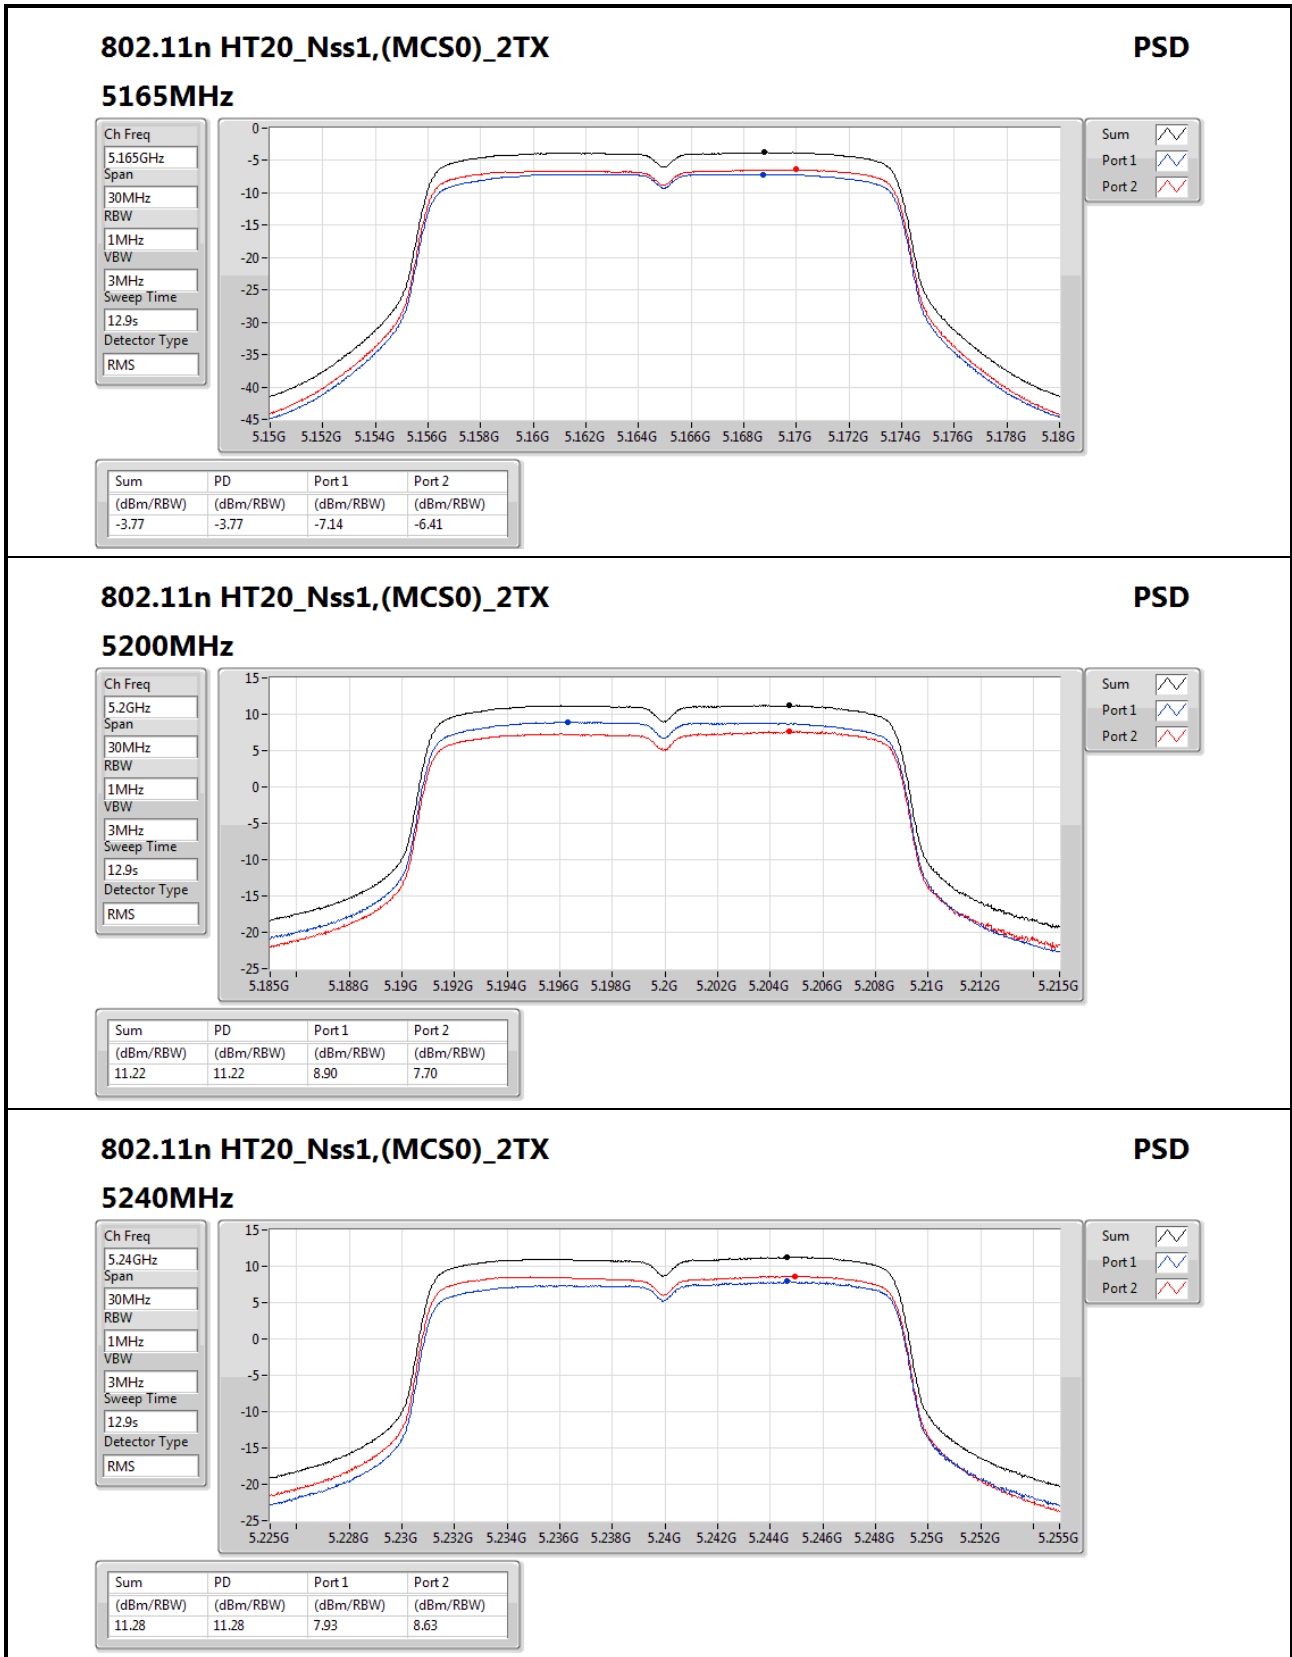 802.11n HT20_Nss1,(MCS0)_2TX PSD
5165MHz
Ch Freq
5.165GHz
Span
30MHz
RBW
1MHz
VBW
3MHz
Sweep Time
12.9s
Detector Type
RMS
0
-5
-10
-15
-20
-25
-30
-35
-40
-45
5.15G 5.152G 5.154G 5.156G 5.158G 5.16G 5.162G 5.164G 5.166G 5.168G 5.17G 5.172G 5.174G 5.176G 5.178G 5.18G
Sum
Port 1
Port 2
Sum PD Port 1 Port 2
(dBm/RBW) (dBm/RBW) (dBm/RBW) (dBm/RBW)
-3.77 -3.77 -7.14 -6.41
802.11n HT20_Nss1,(MCS0)_2TX PSD
5200MHz
Ch Freq
5.2GHz
Span
30MHz
RBW
1MHz
VBW
3MHz
Sweep Time
12.9s
Detector Type
RMS
15
10
5
0
-5
-10
-15
-20
-25
5.185G 5.188G 5.19G 5.192G 5.194G 5.196G 5.198G 5.2G 5.202G 5.204G 5.206G 5.208G 5.21G 5.212G 5.215G
Sum
Port 1
Port 2
Sum PD Port 1 Port 2
(dBm/RBW) (dBm/RBW) (dBm/RBW) (dBm/RBW)
11.22 11.22 8.90 7.70
802.11n HT20_Nss1,(MCS0)_2TX PSD
5240MHz
Ch Freq
5.24GHz
Span
30MHz
RBW
1MHz
VBW
3MHz
Sweep Time
12.9s
Detector Type
RMS
15
10
5
0
-5
-10
-15
-20
-25
5.225G 5.228G 5.23G 5.232G 5.234G 5.236G 5.238G 5.24G 5.242G 5.244G 5.246G 5.248G 5.25G 5.252G 5.255G
Sum
Port 1
Port 2
Sum PD Port 1 Port 2
(dBm/RBW) (dBm/RBW) (dBm/RBW) (dBm/RBW)
11.28 11.28 7.93 8.63